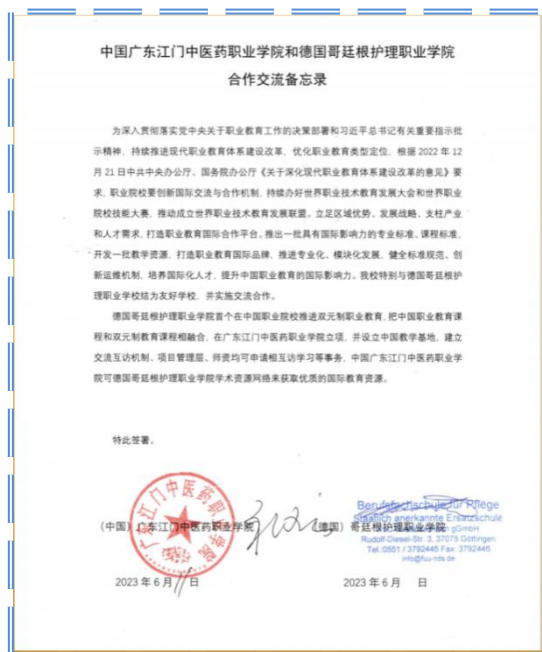 中国广东江门中医药职业学院和德国哥廷根护理职业学院
合作交流备忘录
为深入贯彻落实党中央关于职业教育工作的决策部署和习近平总书记有关重要指示批
示精神，持续推进现代职业教育体系建设改革，优化职业教育类型定位，根据 2022 年 12
月 21 日中共中央办公厅、国务院办公厅《关于深化现代职业教育体系建设改革的意见》要
求，职业院校要创新国际交流与合作机制，持续办好世界职业技术教育发展大会和世界职业
院校技能大赛，推动成立世界职业技术教育发展联盟。立足区域优势、发展战略、支柱产业
和人才需求，打造职业教育国际合作平台。推出一批具有国际影响力的专业标准、课程标准，
开发一批教学资源，打造职业教育国际品牌，推进专业化、模块化发展，健全标准规范、创
新运维机制，培养国际化人才，提升中国职业教育的国际影响力。我校特别与德国哥廷根护
理职业学校结为友好学校，并实施交流合作。
德国哥廷根护理职业学院首个在中国职业院校推进双元制职业教育，把中国职业教育课
程和双元制教育课程相融合，在广东江门中医药职业学院立项，并设立中国教学基地，建立
交流互访机制、项目管理层、师资均可申请相互访学习等事务，中国广东江门中医药职业学
院可德国哥廷根护理职业学院学术资源网络来获取优质的国际教育资源。
特此签署。
广东江门中医药职业学院
（中国）广东江门中医药职业学院
（德国）哥廷根护理职业学院
Berufsfachschule für Pflege
Staatlich anerkannte Ersatzschule
gGmbH
Rudolf-Diesel-Str. 3, 37075 Göttingen
Tel.:0551 / 3792445 Fax: 3792446
info@fuu-nds.de
2023 年 6 月 11 日
2023 年 6 月 日